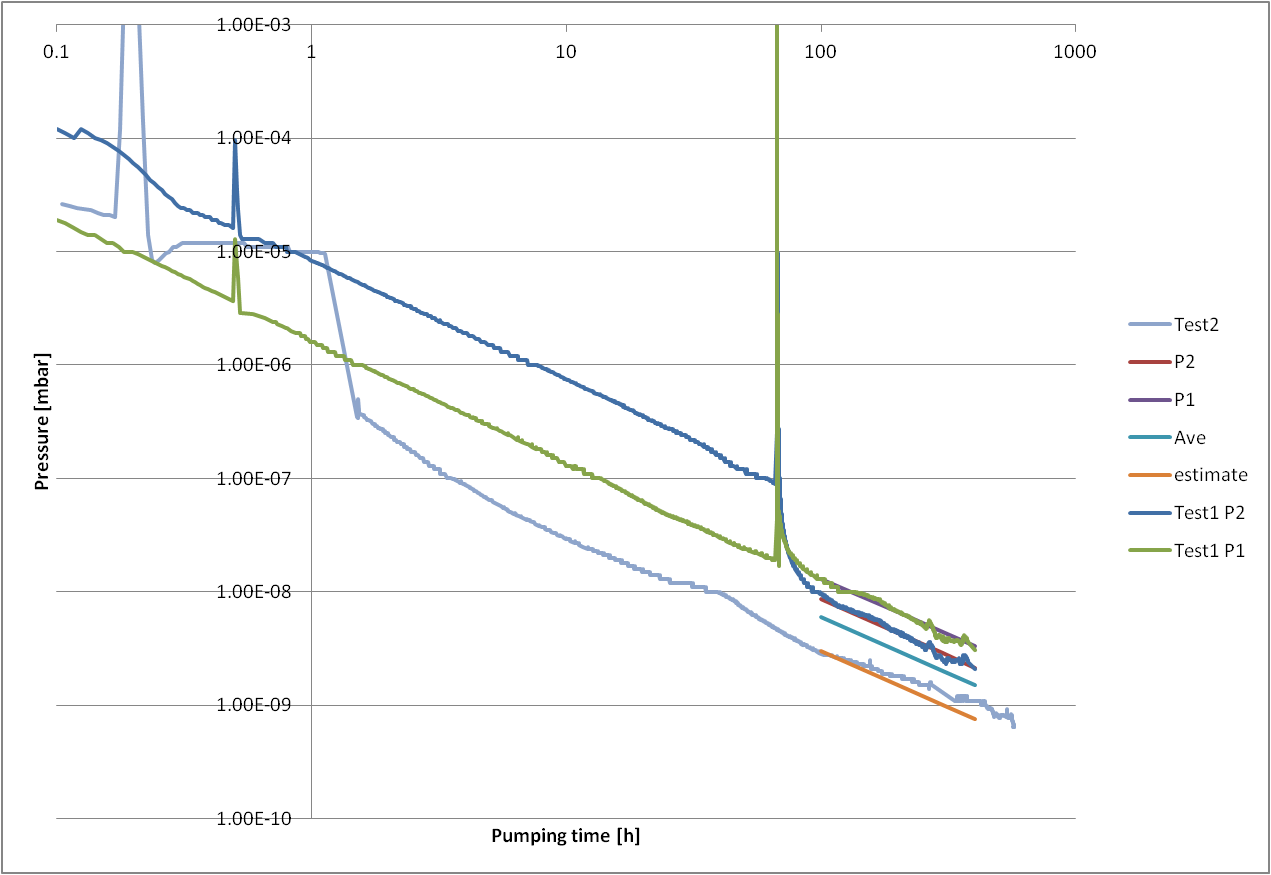 1.00E-03
0.1 1 10 100 1000
1.00E-04
1.00E-05
1.00E-06
1.00E-07
1.00E-08
1.00E-09
1.00E-10
Pressure [mbar]
Pumping time [h]
Test2
P2
P1
Ave
estimate
Test1 P2
Test1 P1